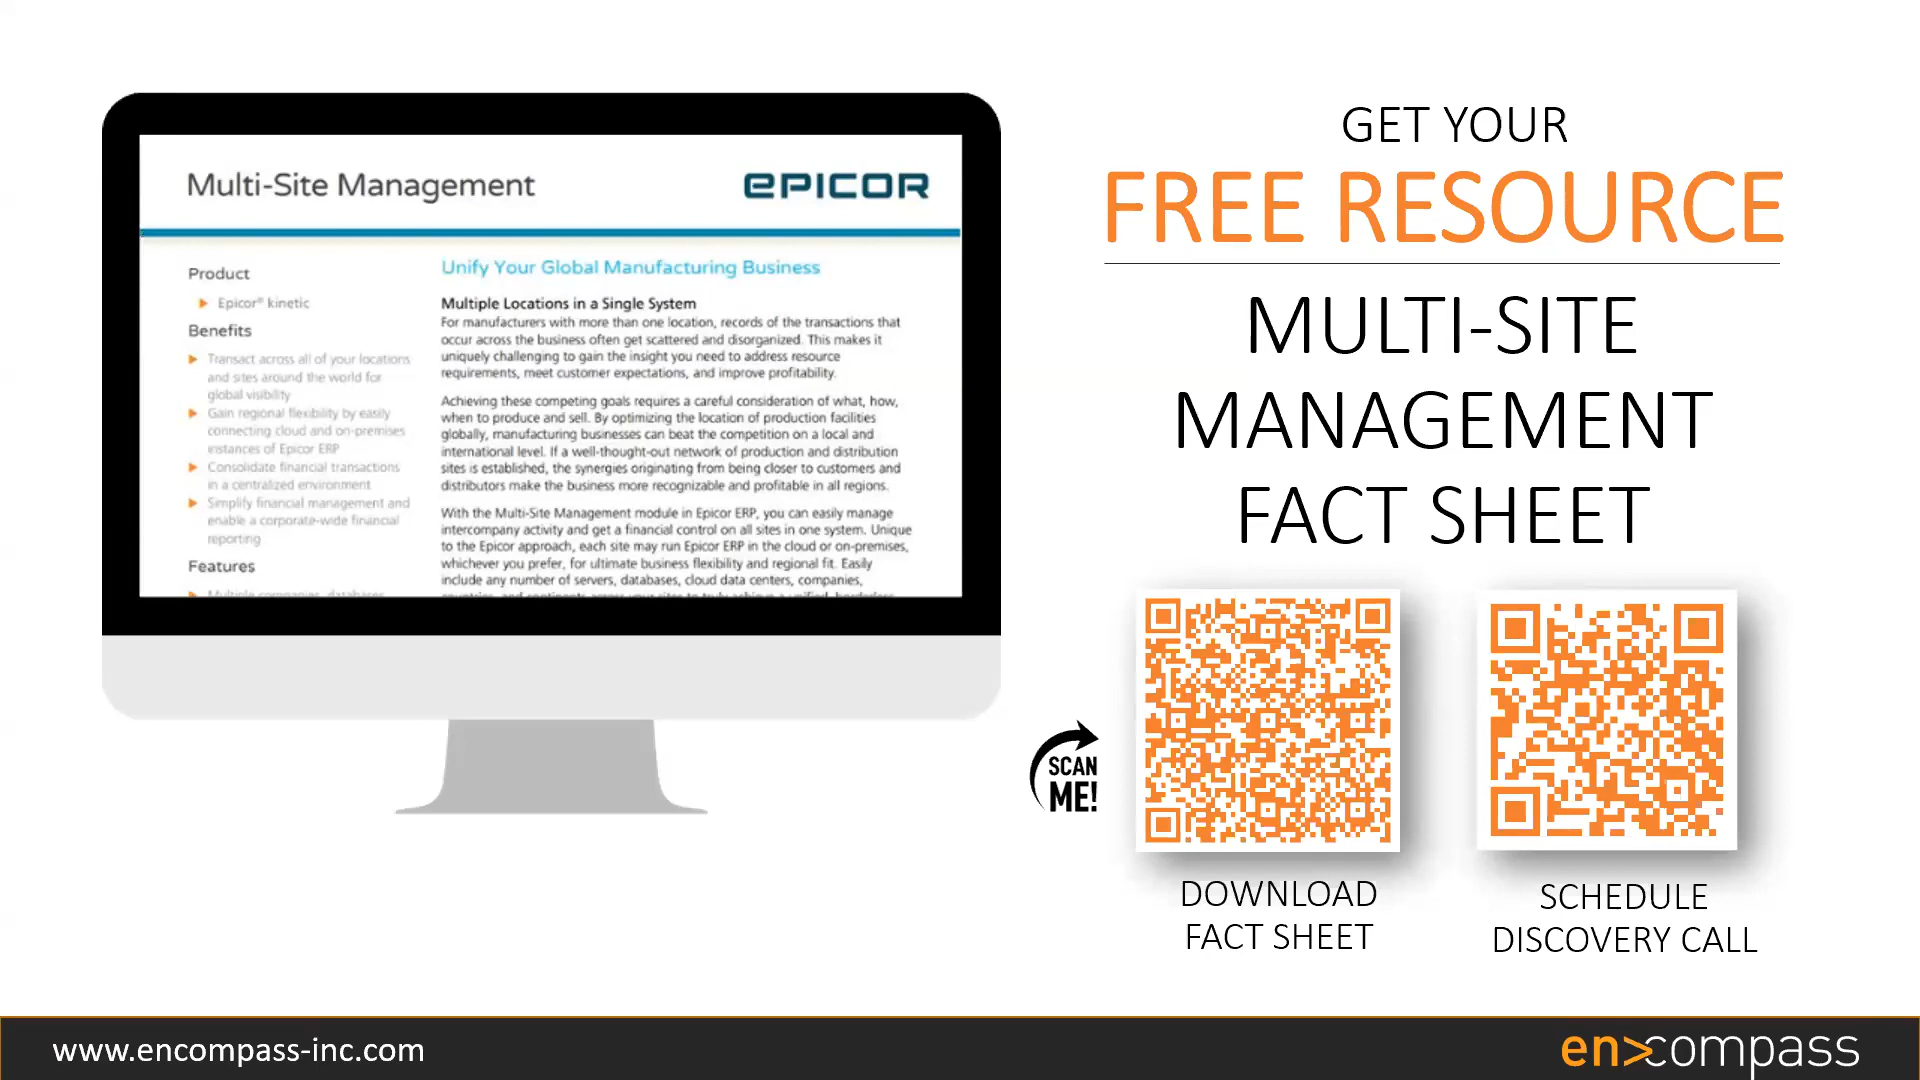 Multi-Site Management
EPICOR
Product
Epicor® kinetic
Benefits
Transact across all of your locations
and sites around the world for
global visibility
Gain regional flexibility by easily
connecting cloud and on-premises
instances of Epicor ERP
Consolidate financial transactions
in a centralized environment
Simplify financial management and
enable a corporate-wide financial
reporting
Features
Multiple companies, databases
Unify Your Global Manufacturing Business
Multiple Locations in a Single System
For manufacturers with more than one location, records of the transactions that
occur across the business often get scattered and disorganized. This makes it
uniquely challenging to gain the insight you need to address resource
requirements, meet customer expectations, and improve profitability.
Achieving these competing goals requires a careful consideration of what, how,
when to produce and sell. By optimizing the location of production facilities
globally, manufacturing businesses can beat the competition on a local and
international level. If a well-thought-out network of production and distribution
sites is established, the synergies originating from being closer to customers and
distributors make the business more recognizable and profitable in all regions.
With the Multi-Site Management module in Epicor ERP, you can easily manage
intercompany activity and get a financial control on all sites in one system. Unique
to the Epicor approach, each site may run Epicor ERP in the cloud or on-premises,
whichever you prefer, for ultimate business flexibility and regional fit. Easily
include any number of servers, databases, cloud data centers, companies,
GET YOUR
FREE RESOURCE
MULTI-SITE
MANAGEMENT
FACT SHEET
SCAN
ME!
DOWNLOAD
FACT SHEET
SCHEDULE
DISCOVERY CALL
www.encompass-inc.com
en>compass